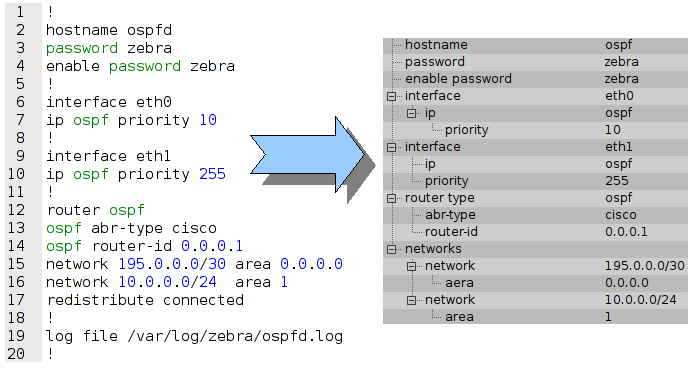 1 !
2 hostname ospfd
3 password zebra
4 enable password zebra
5 !
6 interface eth0
7 ip ospf priority 10
8 !
9 interface eth1
10 ip ospf priority 255
11 !
12 router ospf
13 ospf abr-type cisco
14 ospf router-id 0.0.0.1
15 network 195.0.0.0/30 area 0.0.0.0
16 network 10.0.0.0/24  area 1
17 redistribute connected
18 !
19 log file /var/log/zebra/ospfd.log
20 !
hostname ospf
password zebra
enable password zebra
interface eth0
ip ospf
priority 10
interface eth1
ip ospf
priority 255
router type ospf
abr-type cisco
router-id 0.0.0.1
networks
network 195.0.0.0/30
aera 0.0.0.0
network 10.0.0.0/24
area 1